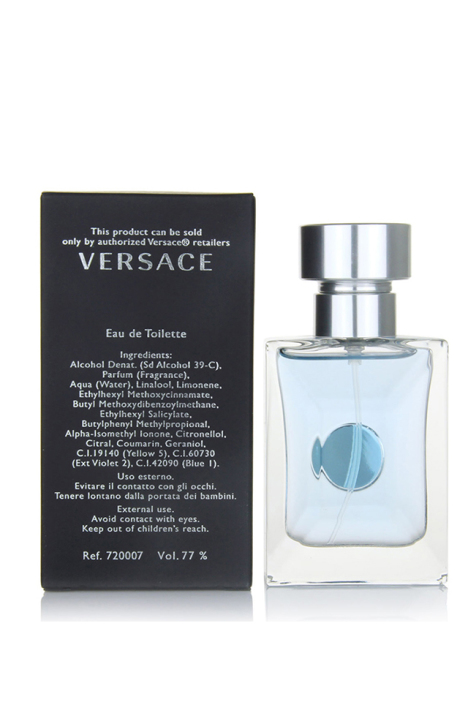 This product can be sold
only by authorized Versace® retailers
VERSACE
Eau de Toilette
Ingredients:
Alcohol Denat. (Sd Alcohol 39-C),
Parfum (Fragrance),
Aqua (Water), Linalool, Limonene,
Ethylhexyl Methoxycinnamate,
Butyl Methoxydibenzoylmethane,
Ethylhexyl Salicylate,
Butylphenyl Methylpropional,
Alpha-Isomethyl Ionone, Citronellol,
Citral, Coumarin, Geraniol,
C.I.19140 (Yellow 5), C.I.60730
(Ext Violet 2), C.I.42090 (Blue 1).
Uso esterno.
Evitare il contatto con gli occhi.
Tenere lontano dalla portata dei bambini.
External use.
Avoid contact with eyes.
Keep out of children's reach.
Ref. 720007 Vol. 77 %